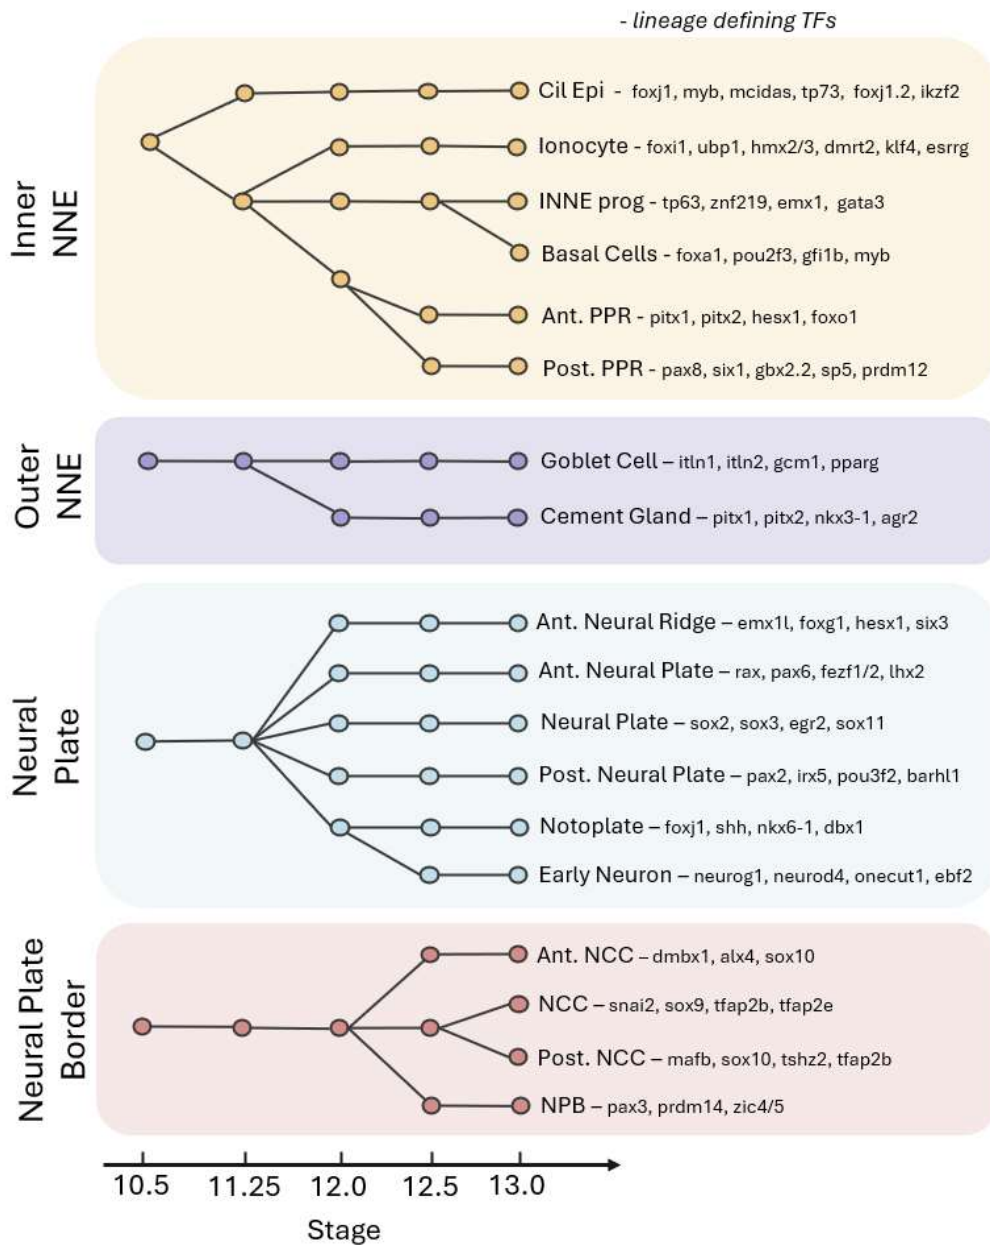 - lineage defining TFs
Inner
NNE
Cil Epi - foxj1, myb, mcidas, tp73, foxj1.2, ikzf2
Ionocyte - foxi1, ubp1, hmx2/3, dmrt2, klf4, esrrg
INNE prog - tp63, znf219, emx1, gata3
Basal Cells - foxa1, pou2f3, gfi1b, myb
Ant. PPR - pitx1, pitx2, hesx1, foxo1
Post. PPR - pax8, six1, gbx2.2, sp5, prdm12
Outer
NNE
Goblet Cell – itln1, itln2, gcm1, pparg
Cement Gland – pitx1, pitx2, nkx3-1, agr2
Neural
Plate
Ant. Neural Ridge – emx1l, foxg1, hesx1, six3
Ant. Neural Plate – rax, pax6, fezf1/2, lhx2
Neural Plate – sox2, sox3, egr2, sox11
Post. Neural Plate – pax2, irx5, pou3f2, barhl1
Notoplate – foxj1, shh, nkx6-1, dbx1
Early Neuron – neurog1, neurod4, onecut1, ebf2
Neural Plate
Border
Ant. NCC – dmbx1, alx4, sox10
NCC – snai2, sox9, tfap2b, tfap2e
Post. NCC – mafb, sox10, tshz2, tfap2b
NPB – pax3, prdm14, zic4/5
10.5 11.25 12.0 12.5 13.0
Stage